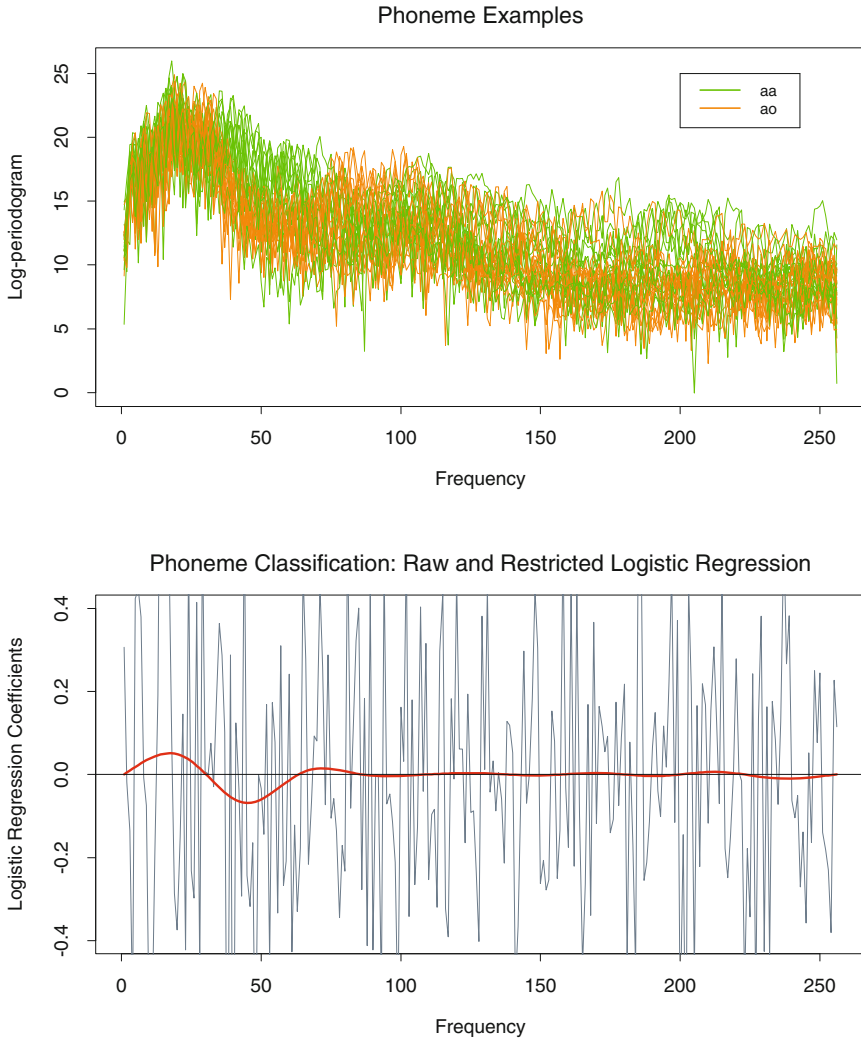 Phoneme Examples
25
20
15
10
5
0
Log-periodogram
aa
ao
0 50 100 150 200 250
Frequency
Phoneme Classification: Raw and Restricted Logistic Regression
0.4
0.2
0.0
-0.2
-0.4
Logistic Regression Coefficients
0 50 100 150 200 250
Frequency